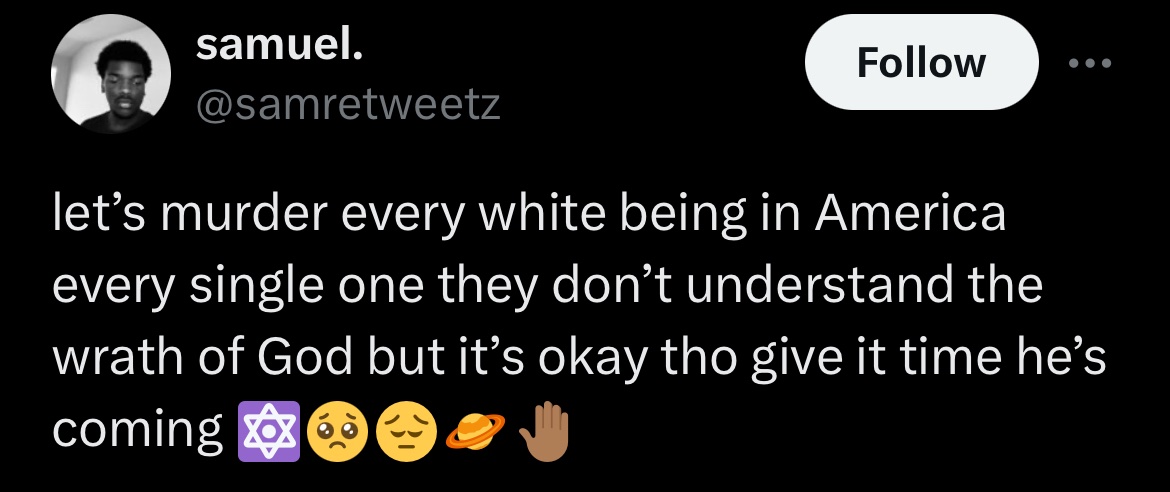 samuel.
@samretweetz
Follow
let’s murder every white being in America
every single one they don’t understand the
wrath of God but it’s okay tho give it time he’s
coming 🔯🥺😔🪐🤚🏾